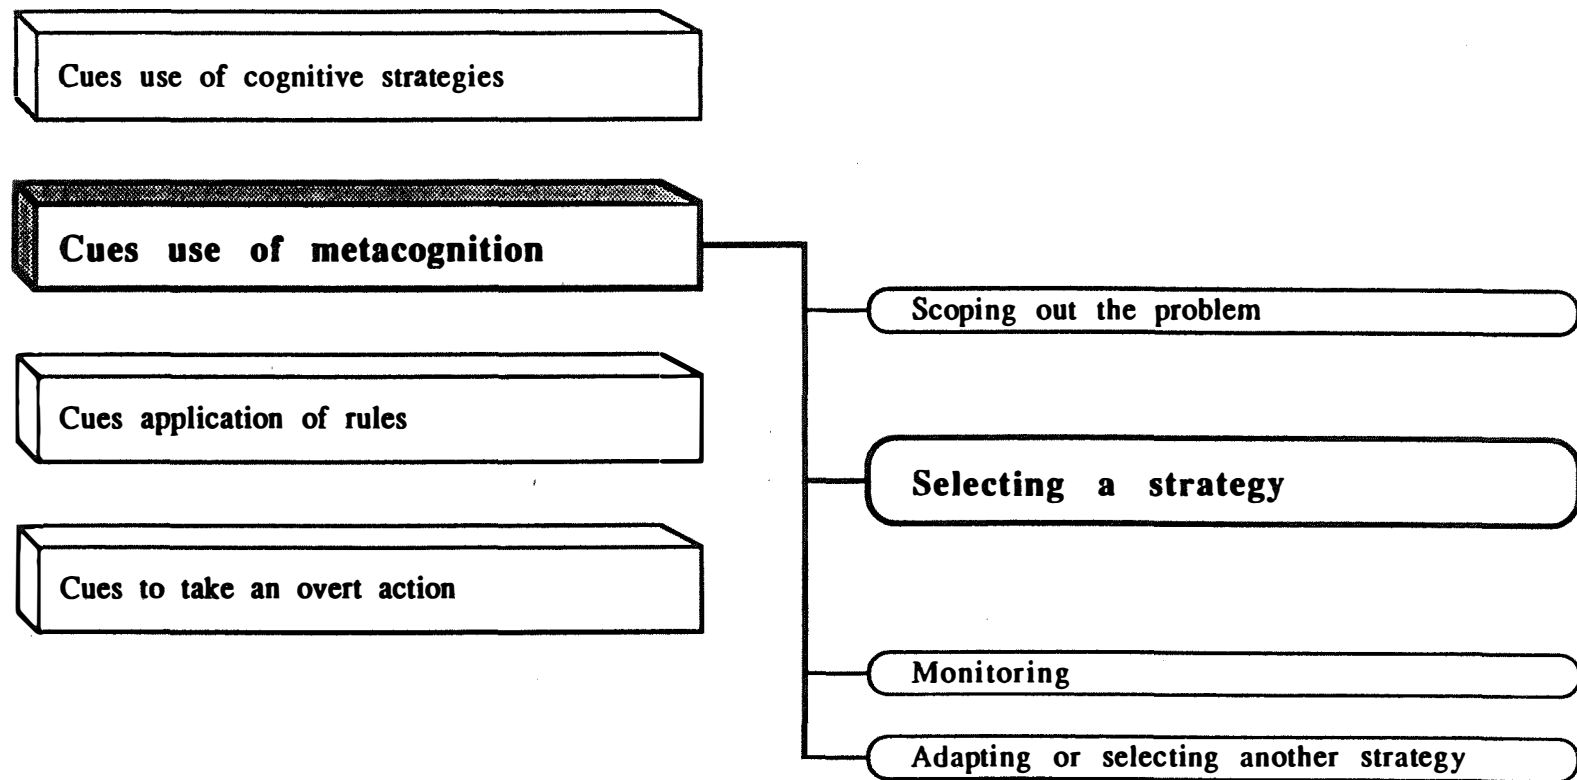 Cues use of cognitive strategies
Cues use of metacognition
Cues application of rules
Cues to take an overt action
Scoping out the problem
Selecting a strategy
Monitoring
Adapting or selecting another strategy